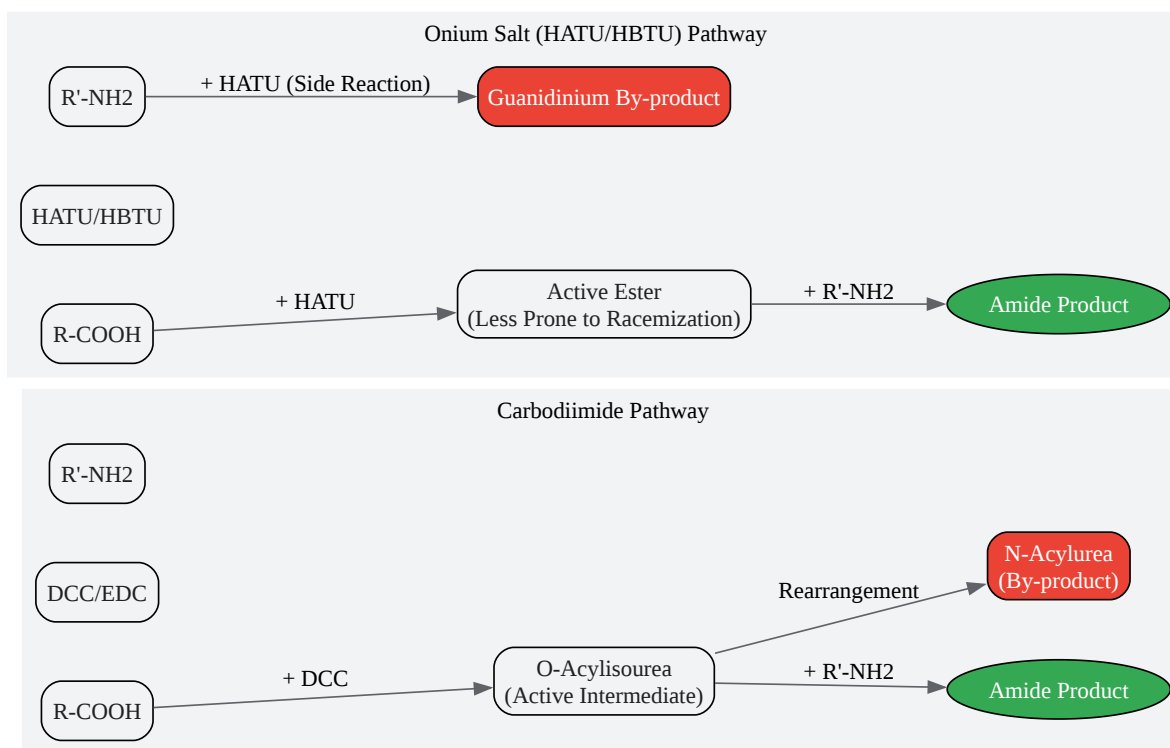 Onium Salt (HATU/HBTU) Pathway
R'-NH2
+ HATU (Side Reaction)
Guanidinium By-product
HATU/HBTU
R-COOH
+ HATU
Active Ester
(Less Prone to Racemization)
+ R'-NH2
Amide Product
Carbodiimide Pathway
R'-NH2
DCC/EDC
N-Acylurea
(By-product)
Rearrangement
R-COOH
+ DCC
O-Acylisourea
(Active Intermediate)
+ R'-NH2
Amide Product